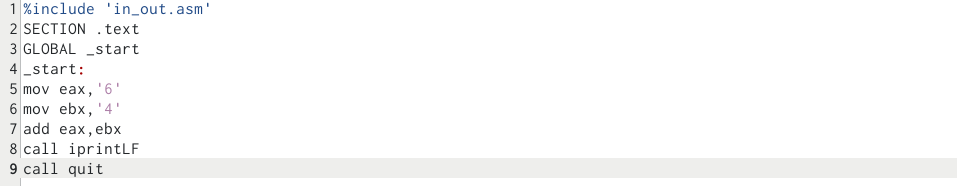 1 %include 'in_out.asm'
2 SECTION .text
3 GLOBAL _start
4 _start:
5 mov eax,'6'
6 mov ebx,'4'
7 add eax,ebx
8 call iprintLF
9 call quit